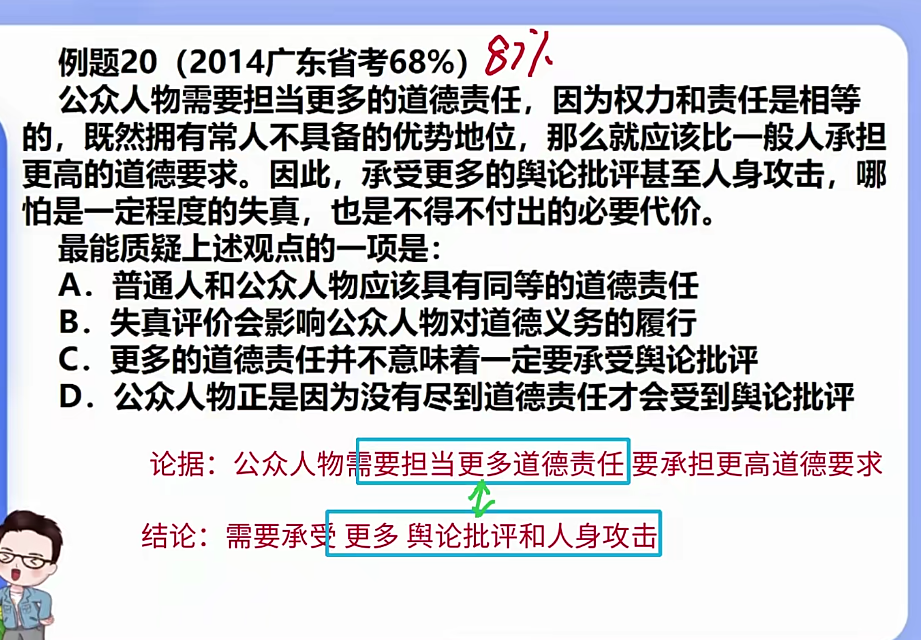 例题20（2014广东省考68%）87%
公众人物需要担当更多的道德责任，因为权力和责任是相等
的，既然拥有常人不具备的优势地位，那么就应该比一般人承担
更高的道德要求。因此，承受更多的舆论批评甚至人身攻击，哪
怕是一定程度的失真，也是不得不付出的必要代价。
最能质疑上述观点的一项是：
A．普通人和公众人物应该具有同等的道德责任
B．失真评价会影响公众人物对道德义务的履行
C．更多的道德责任并不意味着一定要承受舆论批评
D．公众人物正是因为没有尽到道德责任才会受到舆论批评
论据：公众人物需要担当更多道德责任 要承担更高道德要求
结论：需要承受 更多 舆论批评和人身攻击